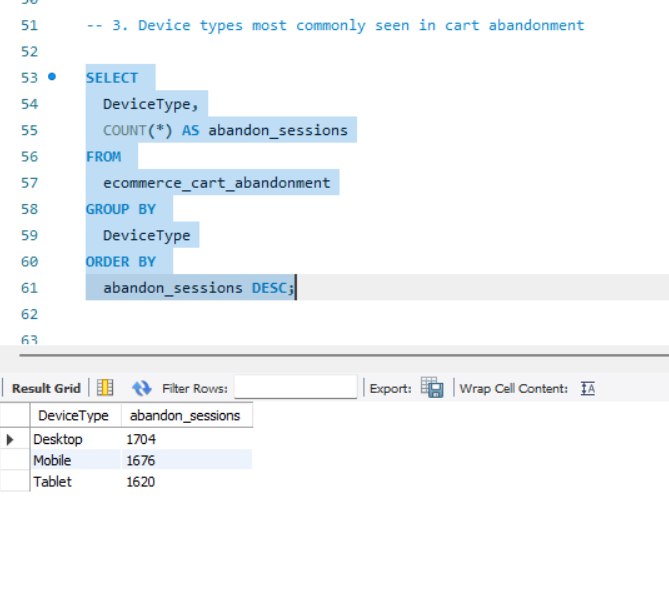 50
51 -- 3. Device types most commonly seen in cart abandonment
52
53 SELECT
54 DeviceType,
55 COUNT(*) AS abandon_sessions
56 FROM
57 ecommerce_cart_abandonment
58 GROUP BY
59 DeviceType
60 ORDER BY
61 abandon_sessions DESC;
62
63
Result Grid Filter Rows: Export: Wrap Cell Content: IA
DeviceType abandon_sessions
Desktop 1704
Mobile 1676
Tablet 1620